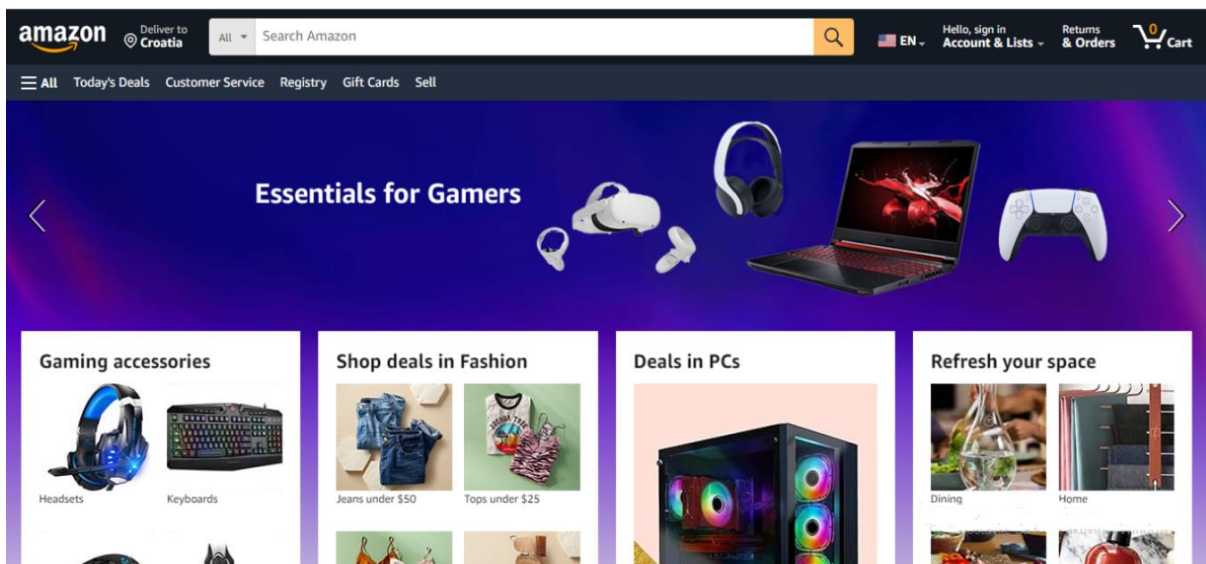 amazon
Deliver to
Croatia
All
Search Amazon
EN
Hello, sign in
Account & Lists
Returns
& Orders
0
Cart
All
Today's Deals
Customer Service
Registry
Gift Cards
Sell
Essentials for Gamers
Gaming accessories
Headsets
Keyboards
Shop deals in Fashion
Jeans under $50
Tops under $25
Deals in PCs
Refresh your space
Dining
Home